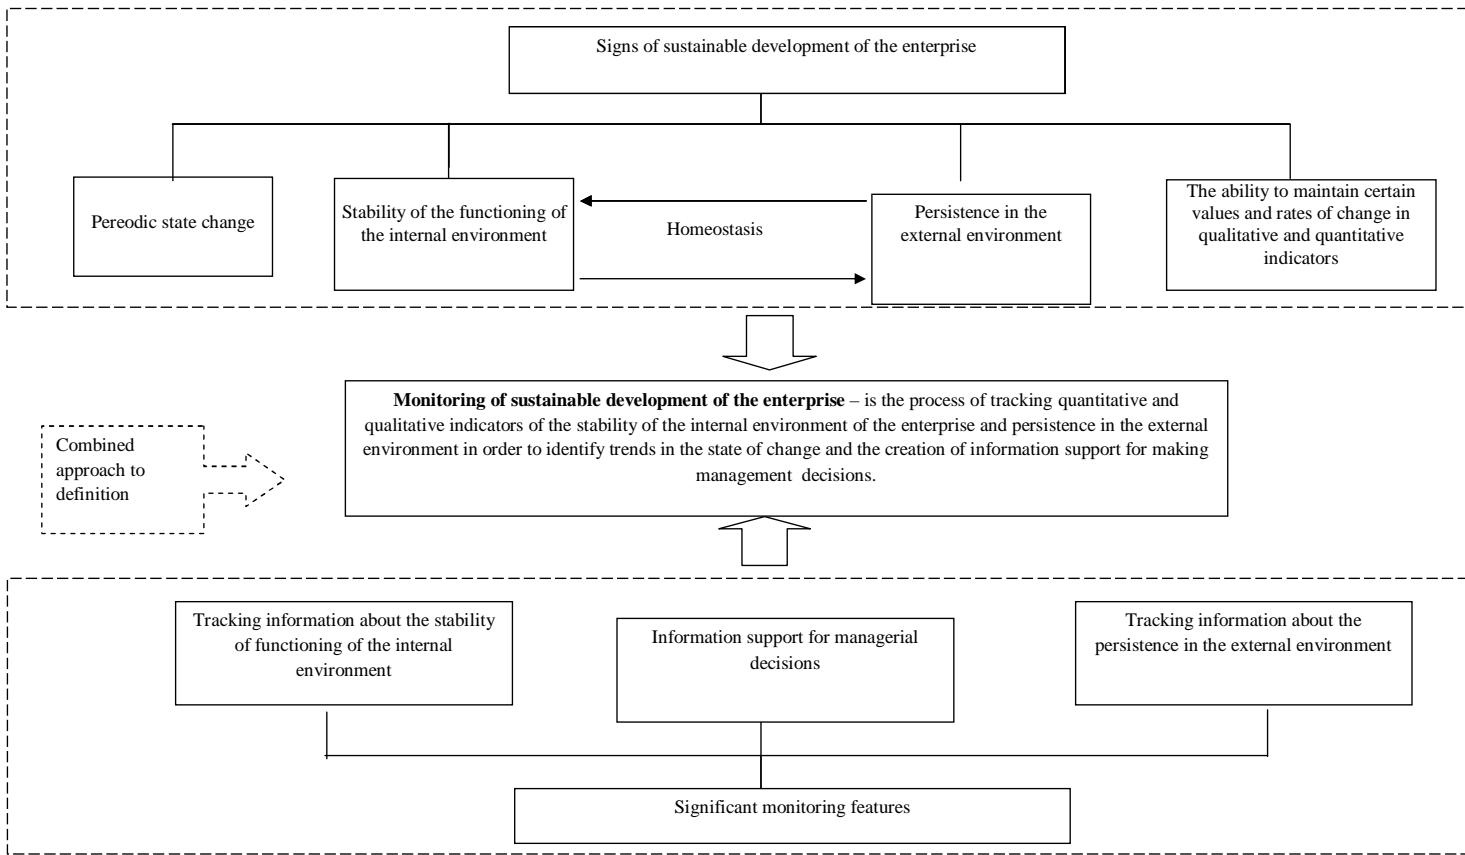 Signs of sustainable development of the enterprise
Pereodic state change
Stability of the functioning of
the internal environment
Homeostasis
Persistence in the
external environment
The ability to maintain certain
values and rates of change in
qualitative and quantitative
indicators
Combined
approach to
definition
Monitoring of sustainable development of the enterprise – is the process of tracking quantitative and
qualitative indicators of the stability of the internal environment of the enterprise and persistence in the external
environment in order to identify trends in the state of change and the creation of information support for making
management decisions.
Tracking information about the stability
of functioning of the internal
environment
Information support for managerial
decisions
Tracking information about the
persistence in the external environment
Significant monitoring features